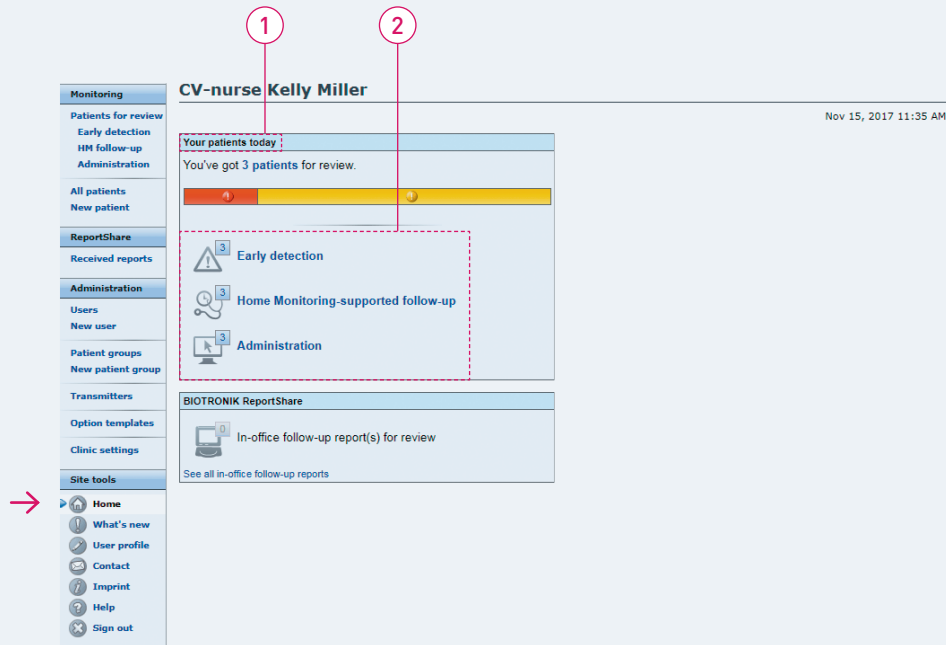 1
2
CV-nurse Kelly Miller
Nov 15, 2017 11:35 AM
Monitoring
Patients for review
Early detection
HM follow-up
Administration
All patients
New patient
ReportShare
Received reports
Administration
Users
New user
Patient groups
New patient group
Transmitters
Option templates
Clinic settings
Site tools
Home
What's new
User profile
Contact
Imprint
Help
Sign out
Your patients today
You've got 3 patients for review.
3
Early detection
3
Home Monitoring-supported follow-up
3
Administration
BIOTRONIK ReportShare
0
In-office follow-up report(s) for review
See all in-office follow-up reports